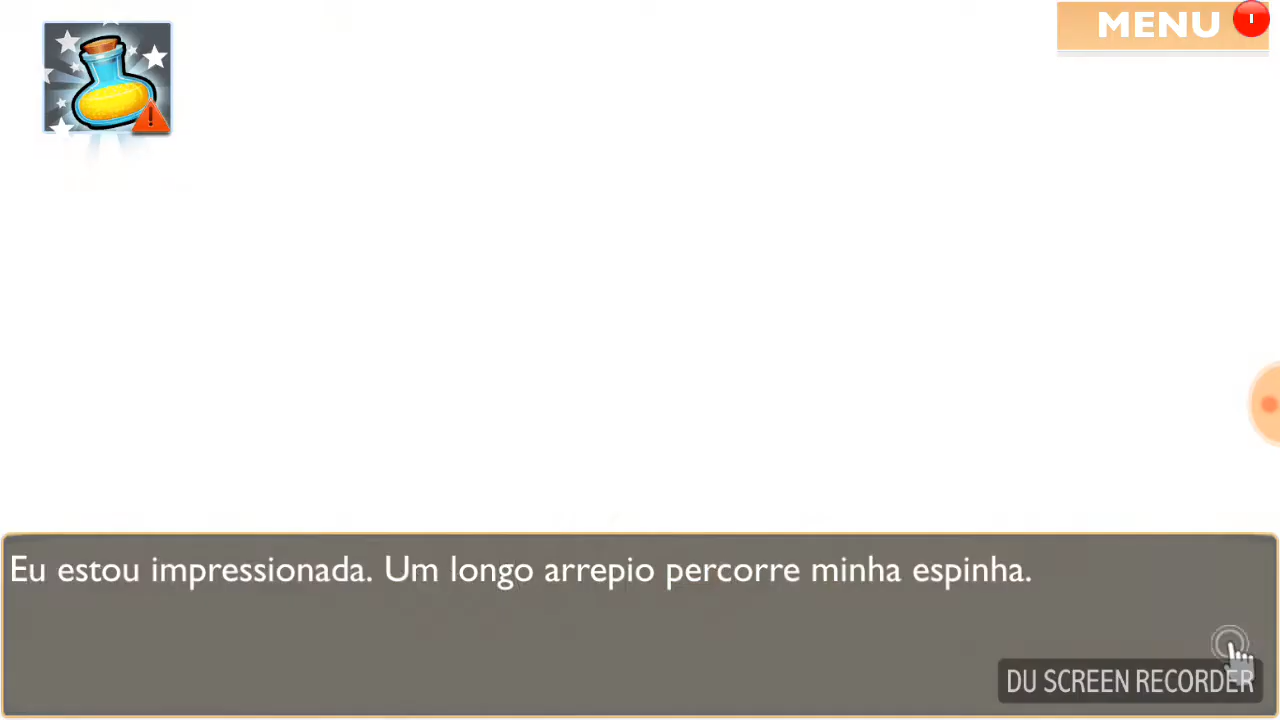 MENU
Eu estou impressionada. Um longo arrepio percorre minha espinha.
DU SCREEN RECORDER